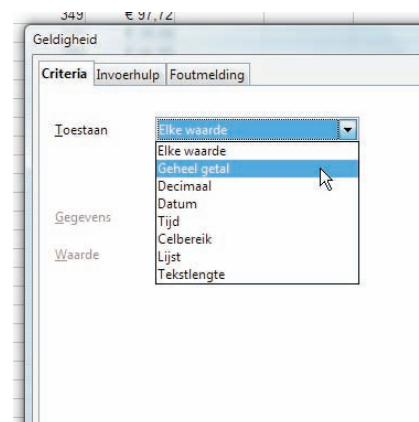 349 € 97,72
Geldigheid
Criteria Invoerhulp Foutmelding
Toestaan Elke waarde
Elke waarde
Geheel getal
Decimaal
Datum
Gegevens Tijd
Celbereik
Waarde Lijst
Tekstlengte